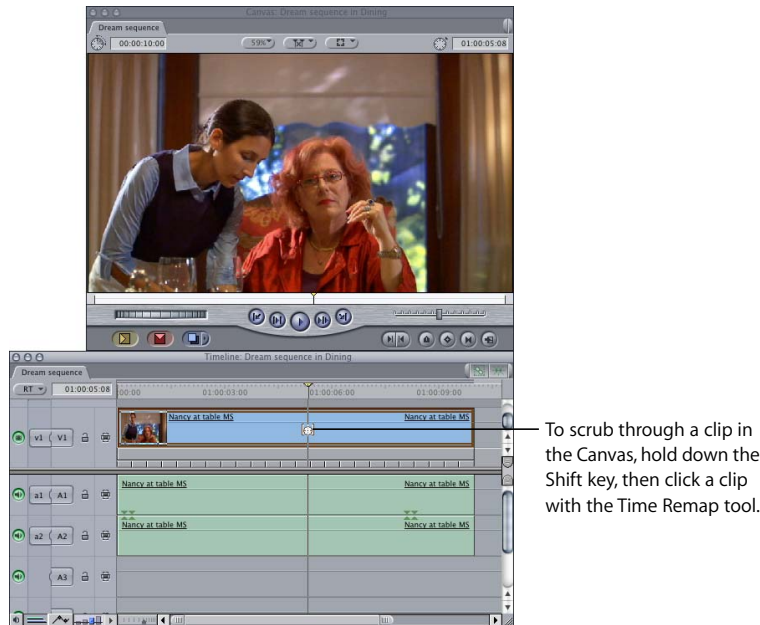 Canvas: Dream sequence in Dining
Dream sequence
00:00:10:00
59%
01:00:05:08
Timeline: Dream sequence in Dining
Dream sequence
RT
01:00:05:08
00:00
01:00:03:00
01:00:06:00
01:00:09:00
Nancy at table MS
Nancy at table MS
v1
V1
To scrub through a clip in
the Canvas, hold down the
Shift key, then click a clip
with the Time Remap tool.
a1
A1
Nancy at table MS
Nancy at table MS
a2
A2
Nancy at table MS
Nancy at table MS
A3